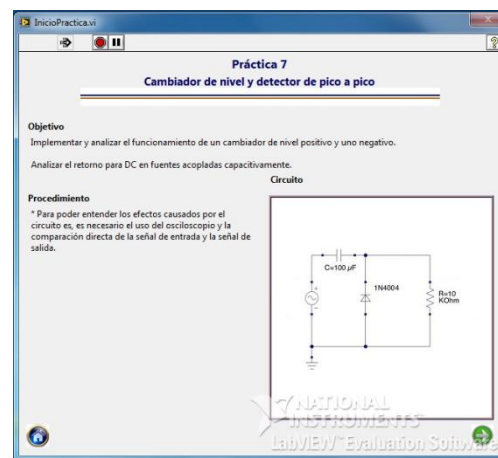 InicioPractica.vi
Práctica 7
Cambiador de nivel y detector de pico a pico
Objetivo
Implementar y analizar el funcionamiento de un cambiador de nivel positivo y uno negativo.
Analizar el retorno para DC en fuentes acopladas capacitivamente.
Circuito
Procedimiento
* Para poder entender los efectos causados por el
circuito es, es necesario el uso del osciloscopio y la
comparación directa de la señal de entrada y la señal de
salida.
C=100 µF
1N4004
R=10
KOhm
NATIONAL
INSTRUMENTS
LabVIEW™ Evaluation Software